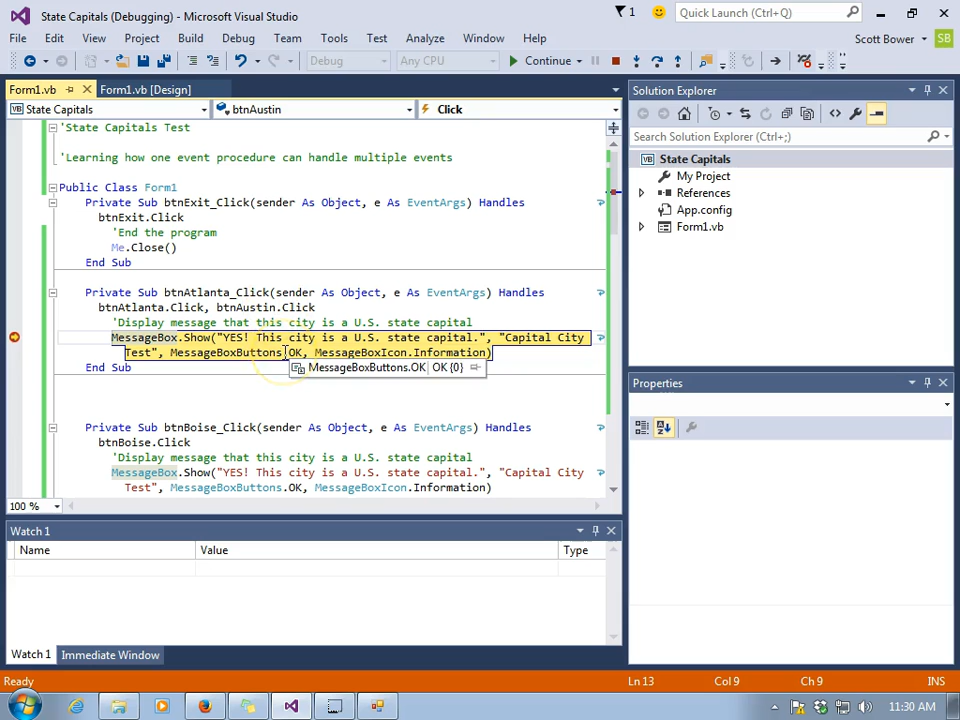 State Capitals (Debugging) - Microsoft Visual Studio
1
Quick Launch (Ctrl+Q)
File Edit View Project Build Debug Team Tools Test Analyze Window Help
Scott Bower SB
Debug Any CPU Continue
Form1.vb Form1.vb [Design]
State Capitals btnAustin Click
'State Capitals Test
'Learning how one event procedure can handle multiple events
Public Class Form1
Private Sub btnExit_Click(sender As Object, e As EventArgs) Handles
btnExit.Click
'End the program
Me.Close()
End Sub
Private Sub btnAtlanta_Click(sender As Object, e As EventArgs) Handles
btnAtlanta.Click, btnAustin.Click
'Display message that this city is a U.S. state capital
MessageBox.Show("YES! This city is a U.S. state capital.", "Capital City
Test", MessageBoxButtons.OK, MessageBoxIcon.Information)
MessageBoxButtons.OK OK {0}
End Sub
Private Sub btnBoise_Click(sender As Object, e As EventArgs) Handles
btnBoise.Click
'Display message that this city is a U.S. state capital
MessageBox.Show("YES! This city is a U.S. state capital.", "Capital City
Test", MessageBoxButtons.OK, MessageBoxIcon.Information)
100 %
Watch 1
Name Value Type
Watch 1 Immediate Window
Solution Explorer
Search Solution Explorer (Ctrl+;)
State Capitals
My Project
References
App.config
Form1.vb
Properties
Ready Ln 13 Col 9 Ch 9 INS
11:30 AM